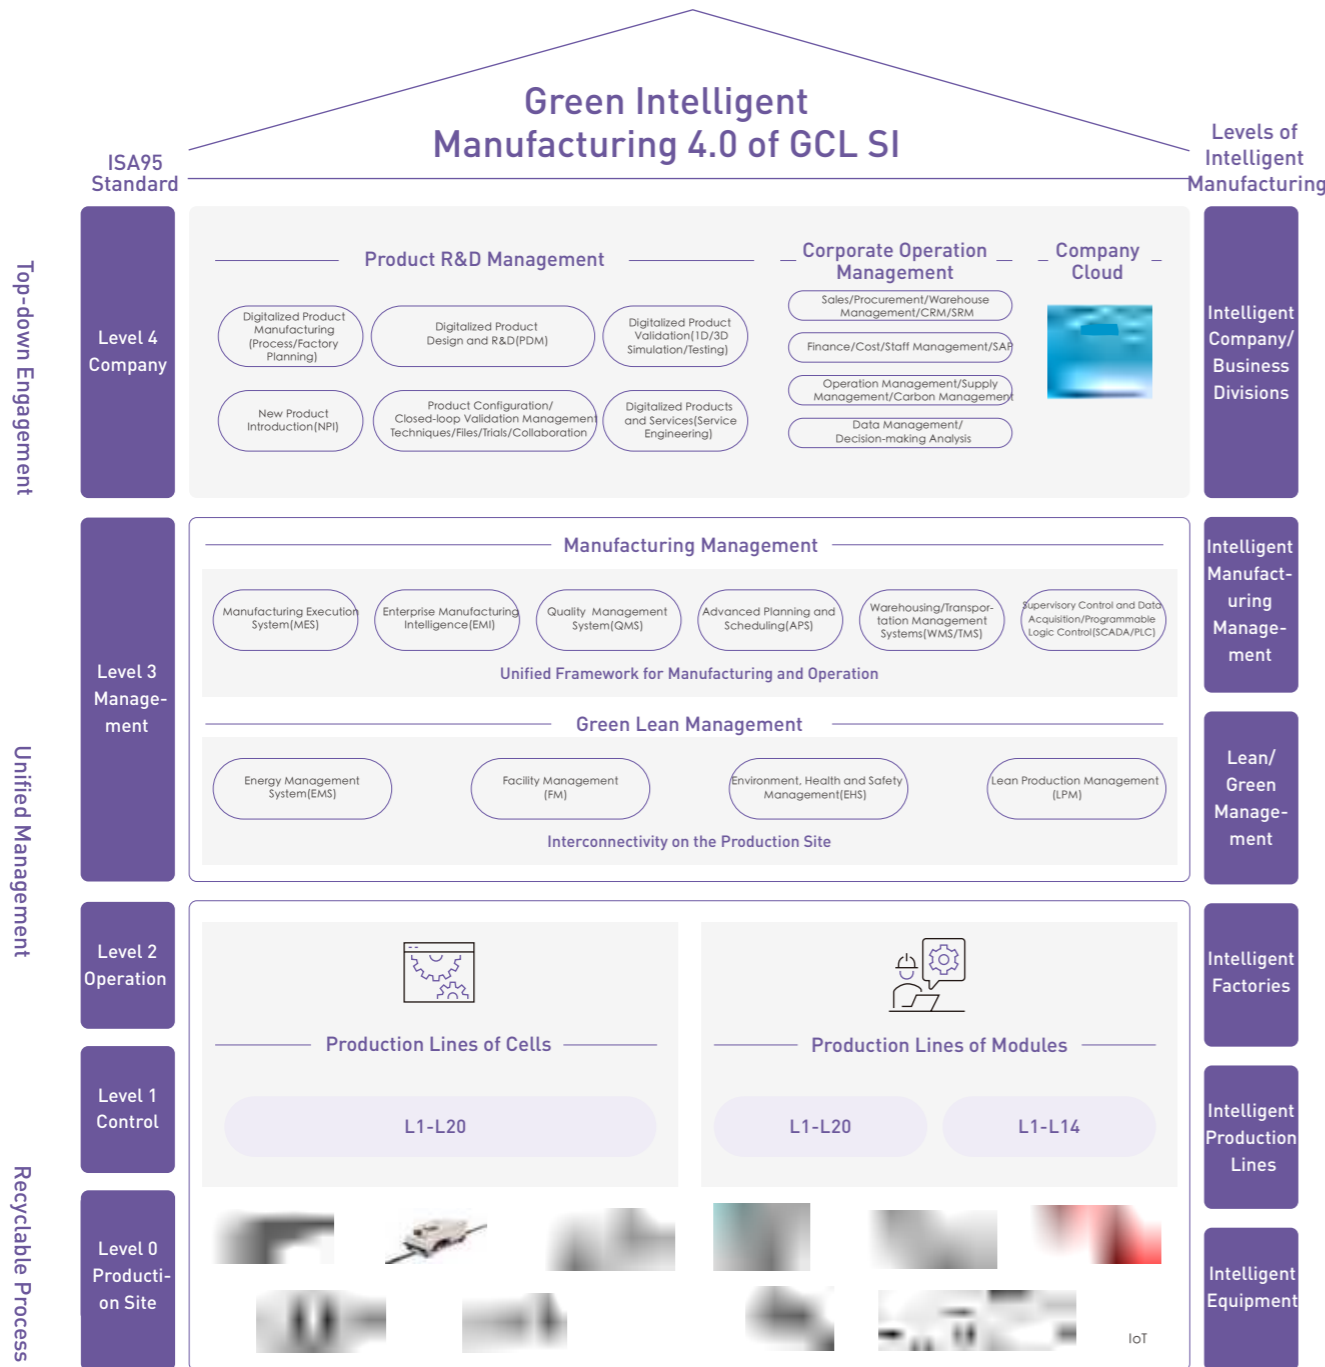 Green Intelligent
Manufacturing 4.0 of GCL SI
ISA95
Standard
Levels of
Intelligent
Manufacturing
Top-down Engagement
Level 4
Company
Product R&D Management
Digitalized Product
Manufacturing
(Process/Factory
Planning)
Digitalized Product
Design and R&D(PDM)
Digitalized Product
Validation(1D/3D
Simulation/Testing)
New Product
Introduction(NPI)
Product Configuration/
Closed-loop Validation Management
Techniques/Files/Trials/Collaboration
Digitalized Products
and Services(Service
Engineering)
Corporate Operation
Management
Sales/Procurement/Warehouse
Management/CRM/SRM
Finance/Cost/Staff Management/SAP
Operation Management/Supply
Management/Carbon Management
Data Management/
Decision-making Analysis
Company
Cloud
Intelligent
Company/
Business
Divisions
Unified Management
Level 3
Manage-
ment
Manufacturing Management
Manufacturing Execution
System(MES)
Enterprise Manufacturing
Intelligence(EMI)
Quality Management
System(QMS)
Advanced Planning and
Scheduling(APS)
Warehousing/Transpor-
tation Management
Systems(WMS/TMS)
Supervisory Control and Data
Acquisition/Programmable
Logic Control(SCADA/PLC)
Unified Framework for Manufacturing and Operation
Intelligent
Manufact-
uring
Manage-
ment
Green Lean Management
Energy Management
System(EMS)
Facility Management
(FM)
Environment, Health and Safety
Management(EHS)
Lean Production Management
(LPM)
Interconnectivity on the Production Site
Lean/
Green
Manage-
ment
Level 2
Operation
Production Lines of Cells
Production Lines of Modules
Intelligent
Factories
Level 1
Control
L1-L20
L1-L20
L1-L14
Intelligent
Production
Lines
Recyclable Process
Level 0
Producti-
on Site
IoT
Intelligent
Equipment